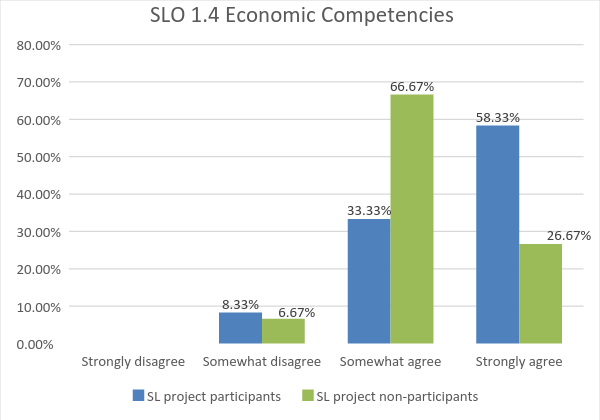 SLO 1.4 Economic Competencies
80.00%
70.00%
60.00%
50.00%
40.00%
30.00%
20.00%
10.00%
0.00%
8.33%
6.67%
33.33%
66.67%
58.33%
26.67%
Strongly disagree
Somewhat disagree
Somewhat agree
Strongly agree
SL project participants
SL project non-participants